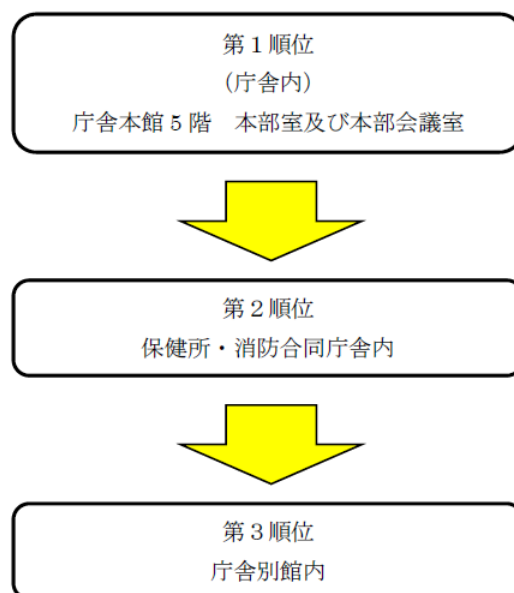 第１順位
（庁舎内）
庁舎本館５階　本部室及び本部会議室
第２順位
保健所・消防合同庁舎内
第３順位
庁舎別館内